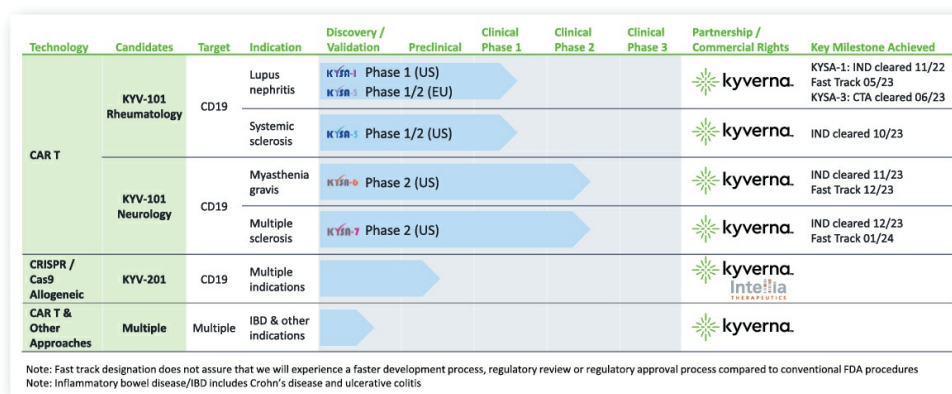 Technology Candidates Target Indication Discovery / Validation Preclinical Clinical Phase 1 Clinical Phase 2 Clinical Phase 3 Partnership / Commercial Rights Key Milestone Achieved
CAR T
KYV-101
Rheumatology
CD19
Lupus
nephritis
KYSA-1 Phase 1 (US)
KYSA-3 Phase 1/2 (EU)
kyverna
KYSA-1: IND cleared 11/22
Fast Track 05/23
KYSA-3: CTA cleared 06/23
Systemic
sclerosis
KYSA-5 Phase 1/2 (US)
kyverna
IND cleared 10/23
KYV-101
Neurology
CD19
Myasthenia
gravis
KYSA-6 Phase 2 (US)
kyverna
IND cleared 11/23
Fast Track 12/23
Multiple
sclerosis
KYSA-7 Phase 2 (US)
kyverna
IND cleared 12/23
Fast Track 01/24
CRISPR /
Cas9
Allogeneic
KYV-201
CD19
Multiple
indications
kyverna
Intellia
THERAPEUTICS
CAR T &
Other
Approaches
Multiple
Multiple
IBD & other
indications
kyverna
Note: Fast track designation does not assure that we will experience a faster development process, regulatory review or regulatory approval process compared to conventional FDA procedures
Note: Inflammatory bowel disease/IBD includes Crohn's disease and ulcerative colitis